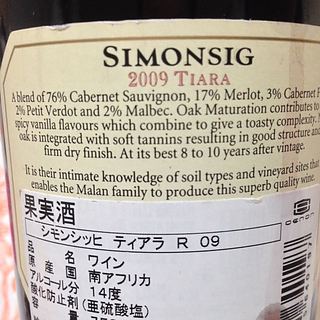 SIMONSIG
2009 TIARA
A blend of 76% Cabernet Sauvignon, 17% Merlot, 3% Cabernet F
2% Petit Verdot and 2% Malbec. Oak Maturation contributes to
spicy vanilla flavours which combine to give a toasty complexity.
oak is integrated with soft tannins resulting in good structure and
firm dry finish. At its best 8 to 10 years after vintage.
It is their intimate knowledge of soil types and vineyard sites that
enables the Malan family to produce this superb quality wine.
果実酒
シモンシッヒ ティアラ R 09
品名 ワイン
原産国 南アフリカ
アルコール分 14度
酸化防止剤(亜硫酸塩)